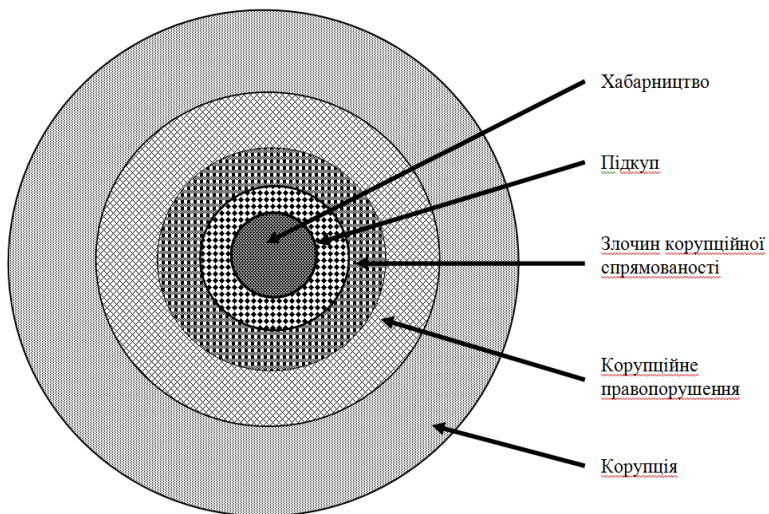 Хабарництво
Підкуп
Злочин корупційної
спрямованості
Корупційне
правопорушення
Корупція